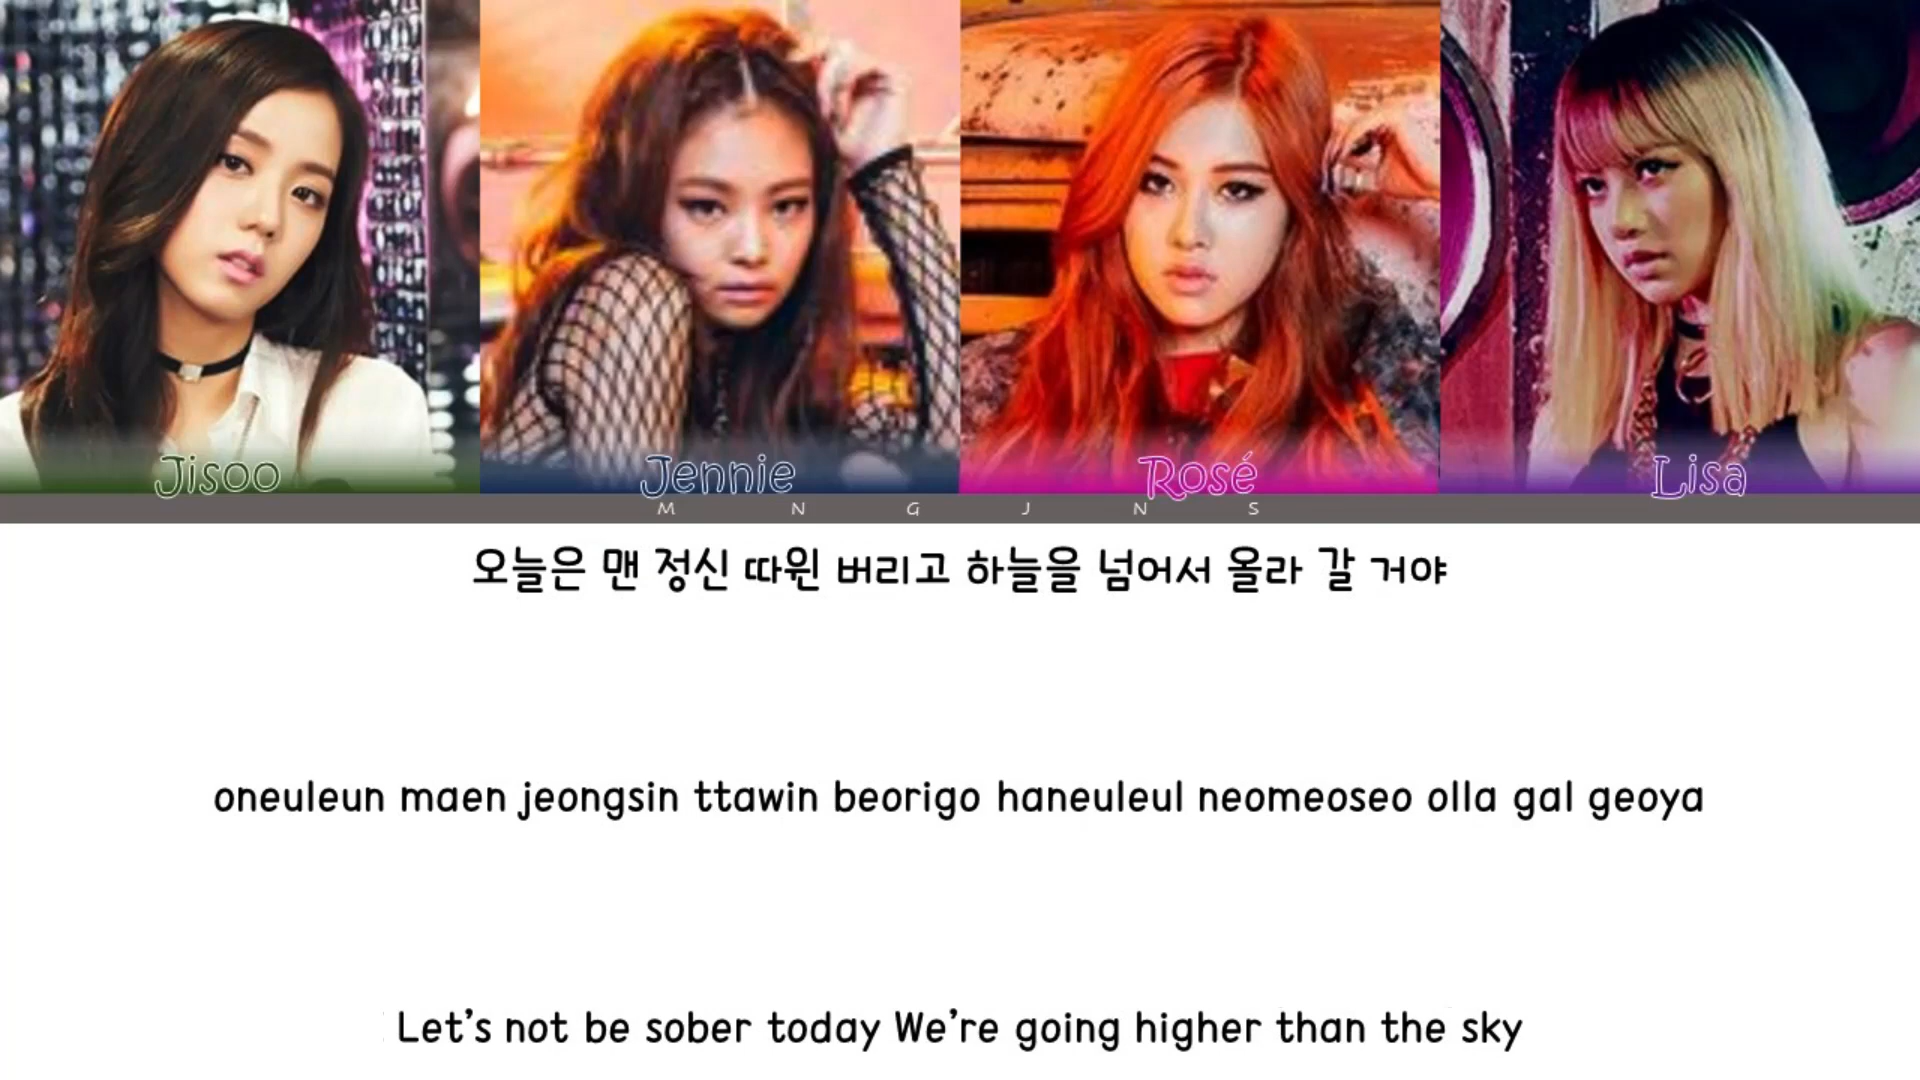 Jisoo Jennie Rosé Lisa
M N G J N S
오늘은 맨 정신 따윈 버리고 하늘을 넘어서 올라 갈 거야
oneuleun maen jeongsin ttawin beorigo haneuleul neomeoseo olla gal geoya
Let's not be sober today We're going higher than the sky